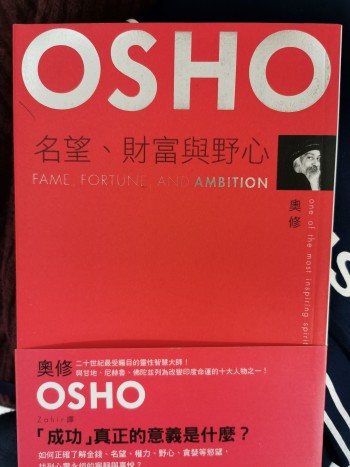 OSHO
名望、財富與野心
FAME, FORTUNE, AND AMBITION
奧修
one of the most inspiring spirit
奧修
二十世紀最受矚目的靈性智慧大師！
與甘地、尼赫魯、佛陀並列為改變印度命運的十大人物之一！
OSHO
Zahir 譯
「成功」真正的意義是什麼？
如何正確了解金錢、名望、權力、野心、貪婪等慾望，